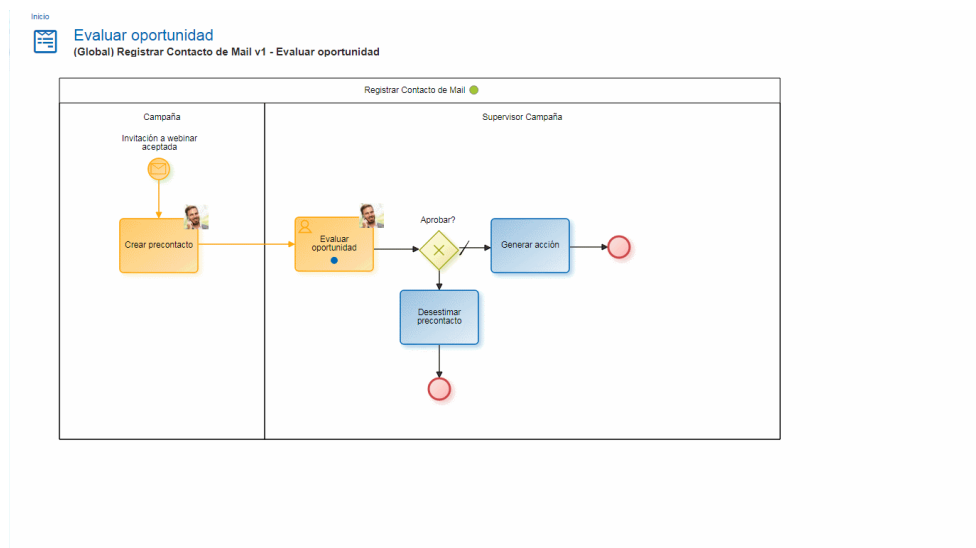 Inicio
Evaluar oportunidad
(Global) Registrar Contacto de Mail v1 - Evaluar oportunidad
Registrar Contacto de Mail
Campaña
Supervisor Campaña
Invitación a webinar
aceptada
Crear precontacto
Evaluar
oportunidad
Aprobar?
Generar acción
Desestimar
precontacto